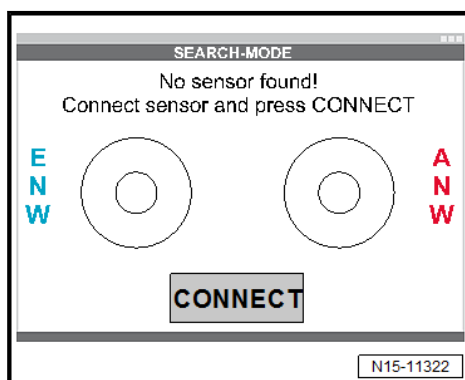 SEARCH-MODE
No sensor found!
Connect sensor and press CONNECT
E
N
W
A
N
W
CONNECT
N15-11322